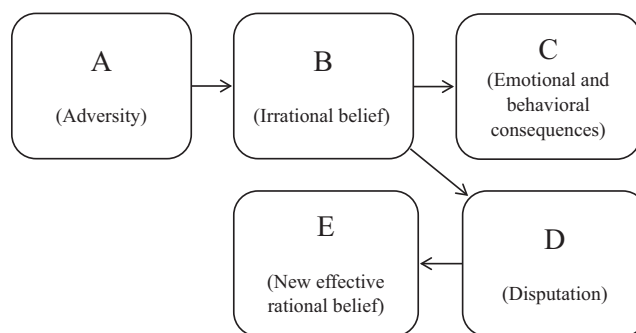 A
(Adversity)
B
(Irrational belief)
C
(Emotional and
behavioral
consequences)
E
(New effective
rational belief)
D
(Disputation)